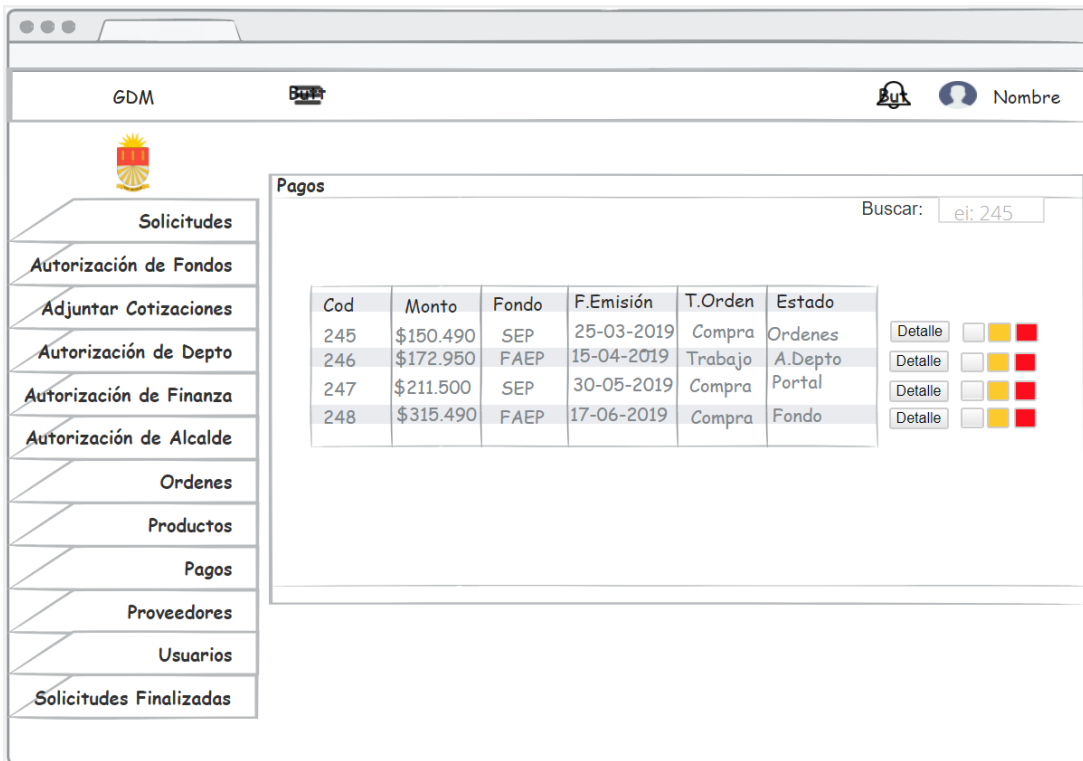 GDM Butt But Nombre
Pagos
Buscar: ei: 245
Solicitudes
Autorización de Fondos
Adjuntar Cotizaciones
Autorización de Depto
Autorización de Finanza
Autorización de Alcalde
Ordenes
Productos
Pagos
Proveedores
Usuarios
Solicitudes Finalizadas
Cod Monto Fondo F.Emisión T.Orden Estado
245 $150.490 SEP 25-03-2019 Compra Ordenes Detalle
246 $172.950 FAEP 15-04-2019 Trabajo A.Depto Detalle
247 $211.500 SEP 30-05-2019 Compra Portal Detalle
248 $315.490 FAEP 17-06-2019 Compra Fondo Detalle